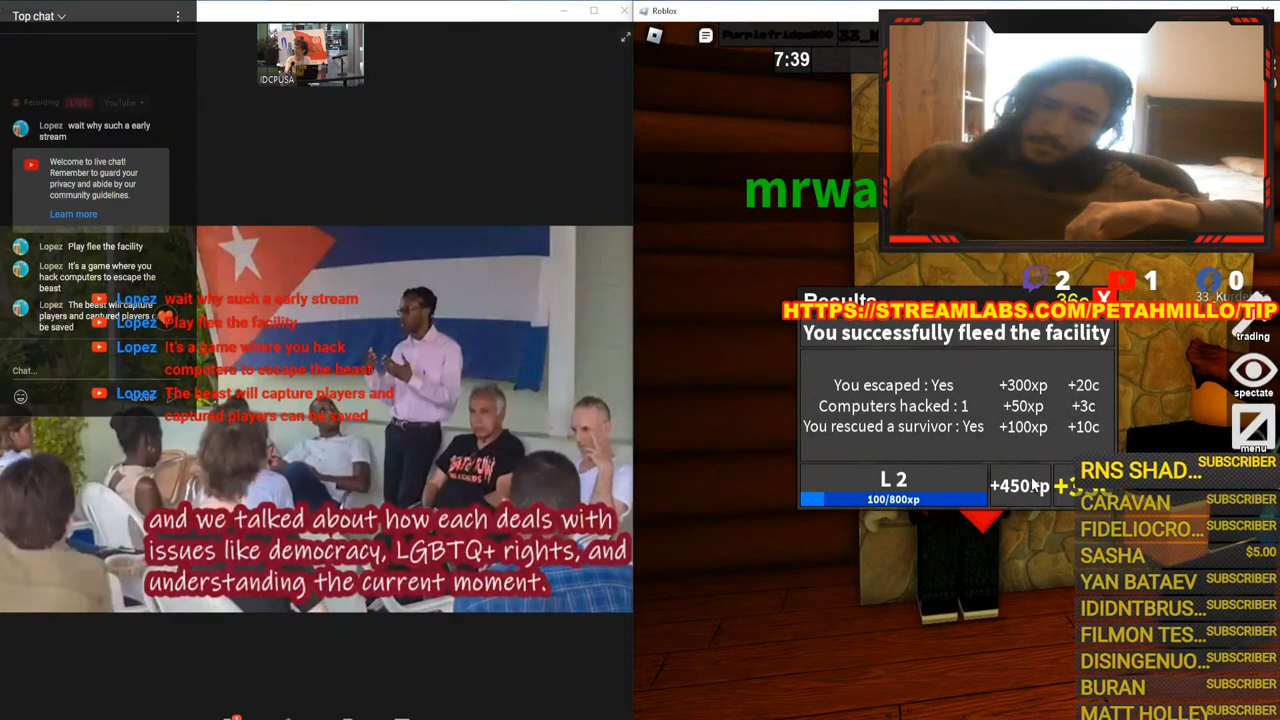 Top chat
Recording LIVE YouTube
Lopez wait why such a early
stream
Welcome to live chat!
Remember to guard your
privacy and abide by our
community guidelines.
Learn more
Lopez Play flee the facility
Lopez It's a game where you
hack computers to escape the
beast
Lopez The beast will capture
players and captured players c
be saved
Chat...
IDCPUSA
Lopez wait why such a early stream
Lopez Play flee the facility
Lopez It's a game where you hack
computers to escape the beast
Lopez The beast will capture players and
captured players can be saved
and we talked about how each deals with
issues like democracy, LGBTQ+ rights, and
understanding the current moment.
Roblox
Purplefridge800
7:39
mrwa
2 1 0
Results
HTTPS://STREAMLABS.COM/PETAHMILLO/TIP
You successfully fleed the facility
You escaped : Yes +300xp +20c
Computers hacked : 1 +50xp +3c
You rescued a survivor : Yes +100xp +10c
L 2
100/800xp
+450xp
trading
spectate
menu
RNS SHAD... SUBSCRIBER
CARAVAN SUBSCRIBER
FIDELIOCRO... SUBSCRIBER
SASHA $5.00
YAN BATAEV SUBSCRIBER
IDIDNTBRUS... SUBSCRIBER
FILMON TES... SUBSCRIBER
DISINGENUO... SUBSCRIBER
BURAN SUBSCRIBER
MATT HOLLEY SUBSCRIBER